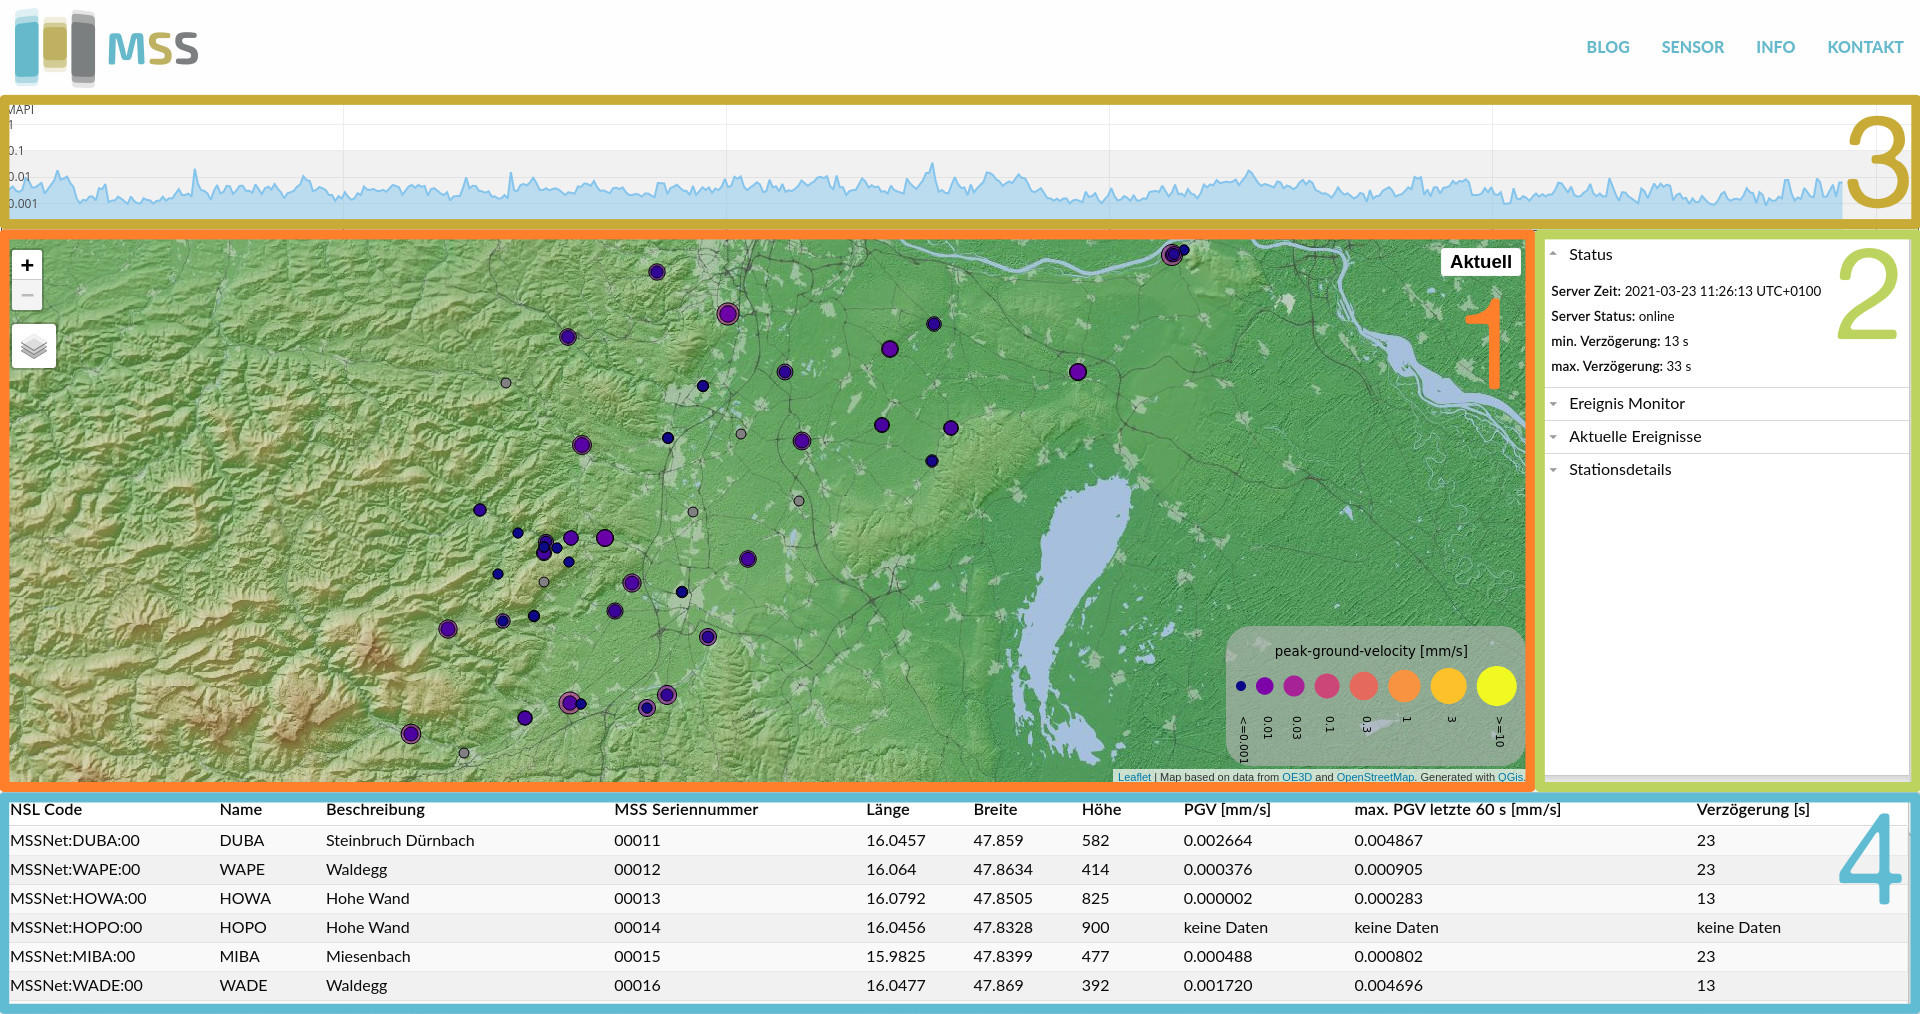 MSS
BLOG SENSOR INFO KONTAKT
MAPI
1
0.1
0.01
0.001
3
+
−
Aktuell
1
peak-ground-velocity [mm/s]
<=0.001 0.01 0.03 0.1 0.3 1 3 >=10
Leaflet | Map based on data from OE3D and OpenStreetMap. Generated with QGis.
2
Status
Server Zeit: 2021-03-23 11:26:13 UTC+0100
Server Status: online
min. Verzögerung: 13 s
max. Verzögerung: 33 s
Ereignis Monitor
Aktuelle Ereignisse
Stationsdetails
4
NSL Code Name Beschreibung MSS Seriennummer Länge Breite Höhe PGV [mm/s] max. PGV letzte 60 s [mm/s] Verzögerung [s]
MSSNet:DUBA:00 DUBA Steinbruch Dürnbach 00011 16.0457 47.859 582 0.002664 0.004867 23
MSSNet:WAPE:00 WAPE Waldegg 00012 16.064 47.8634 414 0.000376 0.000905 23
MSSNet:HOWA:00 HOWA Hohe Wand 00013 16.0792 47.8505 825 0.000002 0.000283 13
MSSNet:HOPO:00 HOPO Hohe Wand 00014 16.0456 47.8328 900 keine Daten keine Daten keine Daten
MSSNet:MIBA:00 MIBA Miesenbach 00015 15.9825 47.8399 477 0.000488 0.000802 23
MSSNet:WADE:00 WADE Waldegg 00016 16.0477 47.869 392 0.001720 0.004696 13